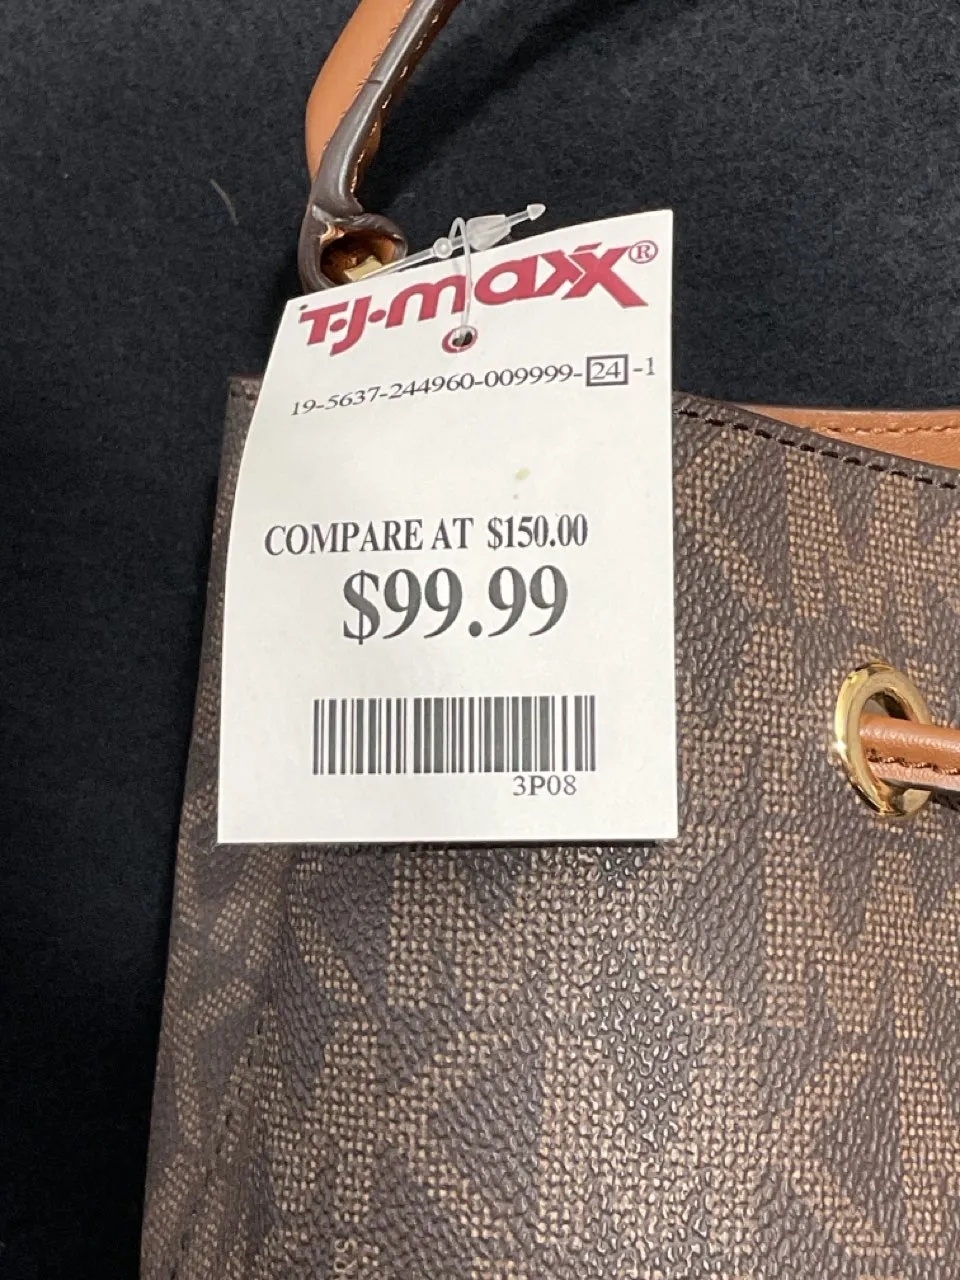 T.J.maxx®
19-5637-244960-009999-24-1
COMPARE AT $150.00
$99.99
3P08